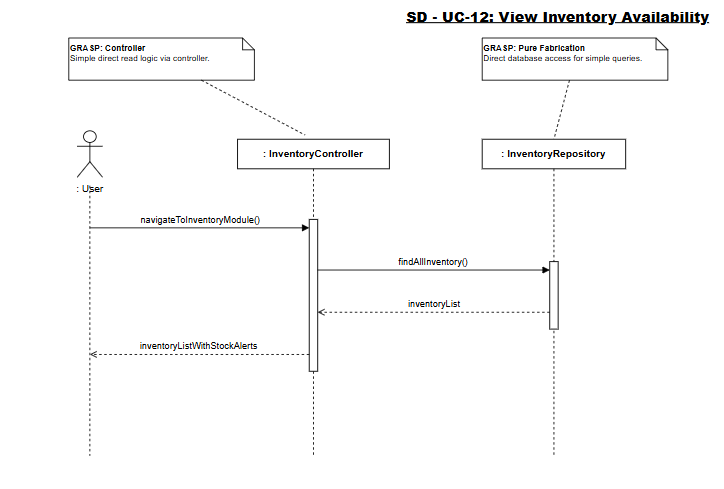 SD - UC-12: View Inventory Availability
GRASP: Controller
Simple direct read logic via controller.
GRASP: Pure Fabrication
Direct database access for simple queries.
: InventoryController
: InventoryRepository
: User
navigateToInventoryModule()
findAllInventory()
inventoryList
inventoryListWithStockAlerts